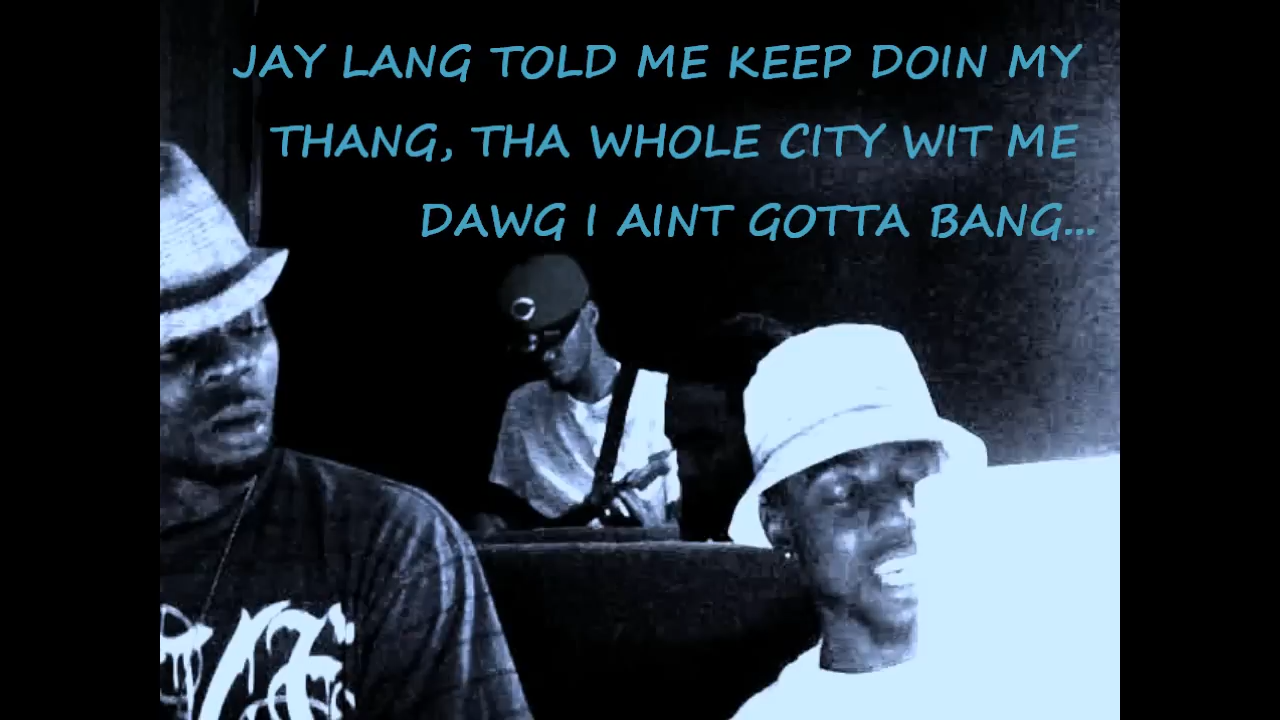 JAY LANG TOLD ME KEEP DOIN MY
THANG, THA WHOLE CITY WIT ME
DAWG I AINT GOTTA BANG...